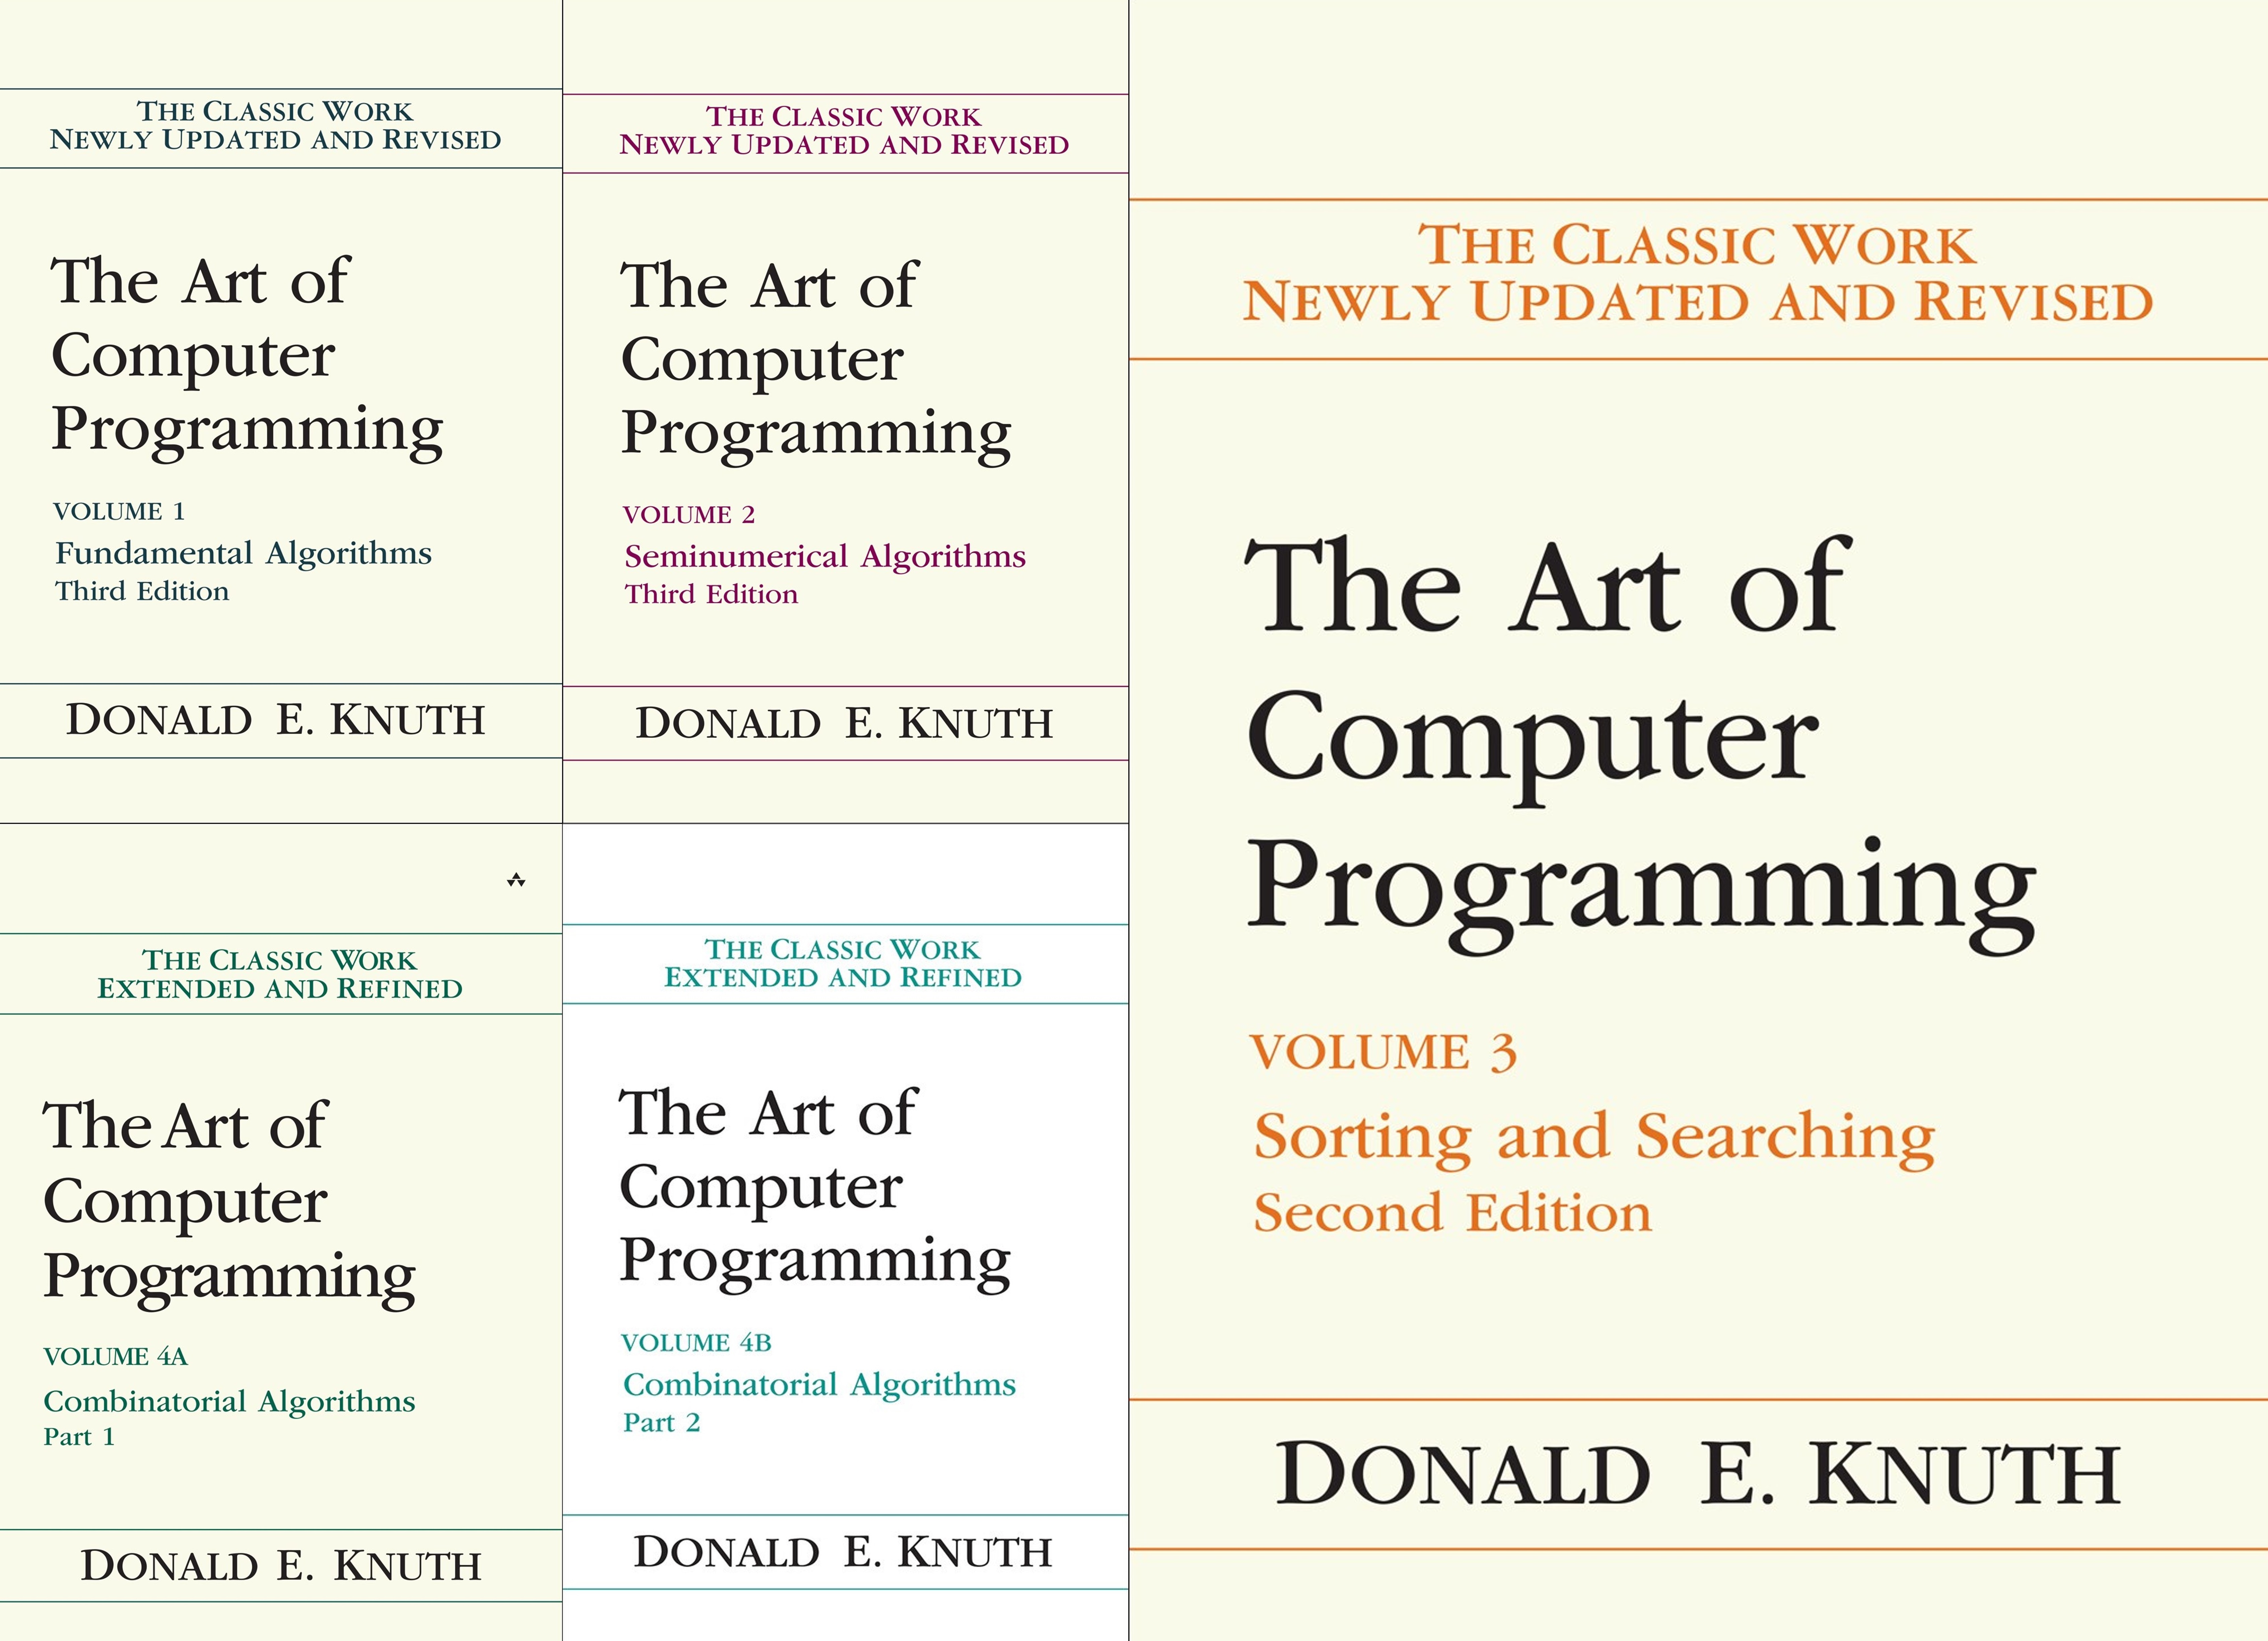 THE CLASSIC WORK
NEWLY UPDATED AND REVISED
The Art of
Computer
Programming
VOLUME 1
Fundamental Algorithms
Third Edition
DONALD E. KNUTH
THE CLASSIC WORK
NEWLY UPDATED AND REVISED
The Art of
Computer
Programming
VOLUME 2
Seminumerical Algorithms
Third Edition
DONALD E. KNUTH
THE CLASSIC WORK
NEWLY UPDATED AND REVISED
The Art of
Computer
Programming
VOLUME 3
Sorting and Searching
Second Edition
DONALD E. KNUTH
THE CLASSIC WORK
EXTENDED AND REFINED
The Art of
Computer
Programming
VOLUME 4A
Combinatorial Algorithms
Part 1
DONALD E. KNUTH
THE CLASSIC WORK
EXTENDED AND REFINED
The Art of
Computer
Programming
VOLUME 4B
Combinatorial Algorithms
Part 2
DONALD E. KNUTH